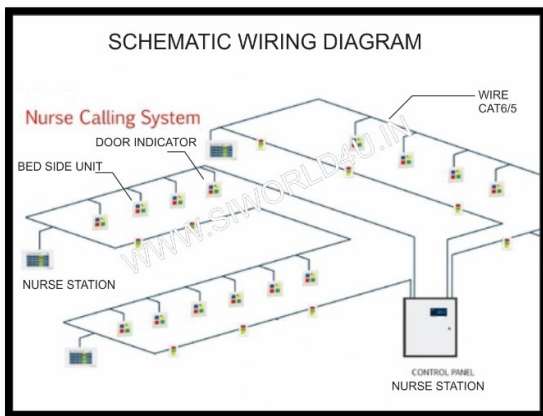 SCHEMATIC WIRING DIAGRAM
Nurse Calling System
WIRE
CAT6/5
DOOR INDICATOR
BED SIDE UNIT
WWW.SIWORLD4U.IN
NURSE STATION
CONTROL PANEL
NURSE STATION